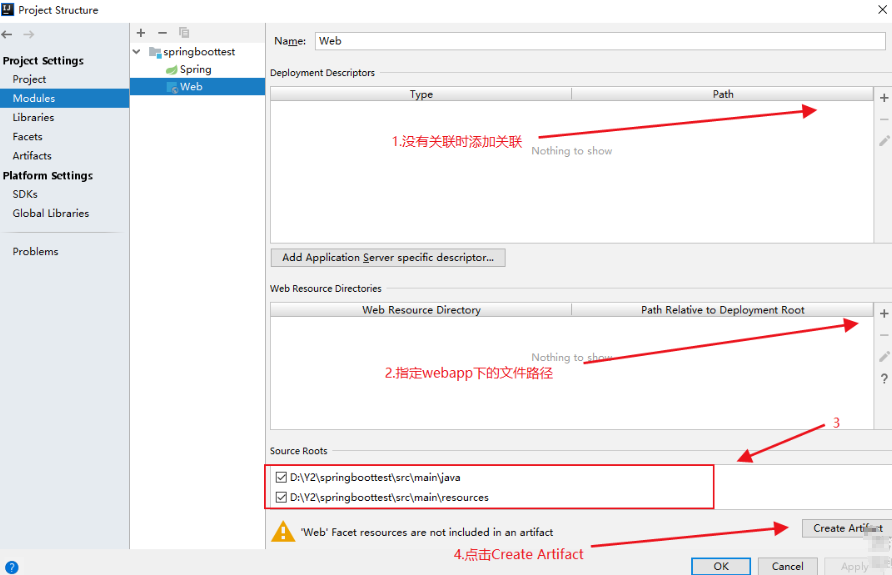 Project Structure
Project Settings
Project
Modules
Libraries
Facets
Artifacts
Platform Settings
SDKs
Global Libraries
Problems
springboottest
Spring
Web
Name: Web
Deployment Descriptors
Type Path
1.没有关联时添加关联
Nothing to show
Add Application Server specific descriptor...
Web Resource Directories
Web Resource Directory Path Relative to Deployment Root
Nothing to show
2.指定webapp下的文件路径
?
3
Source Roots
D:\Y2\springboottest\src\main\java
D:\Y2\springboottest\src\main\resources
'Web' Facet resources are not included in an artifact
Create Artifact
4.点击Create Artifact
? OK Cancel Apply